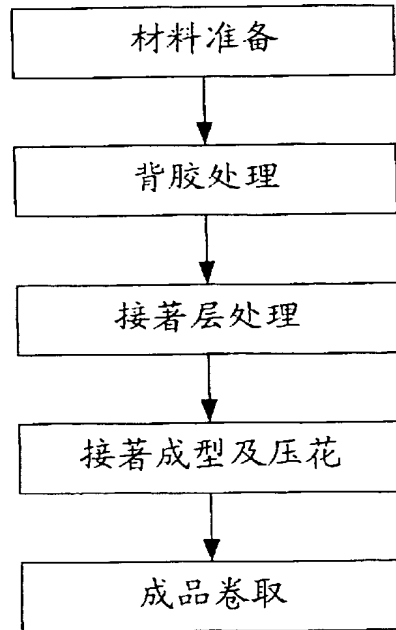 材料准备
背胶处理
接著层处理
接著成型及压花
成品卷取